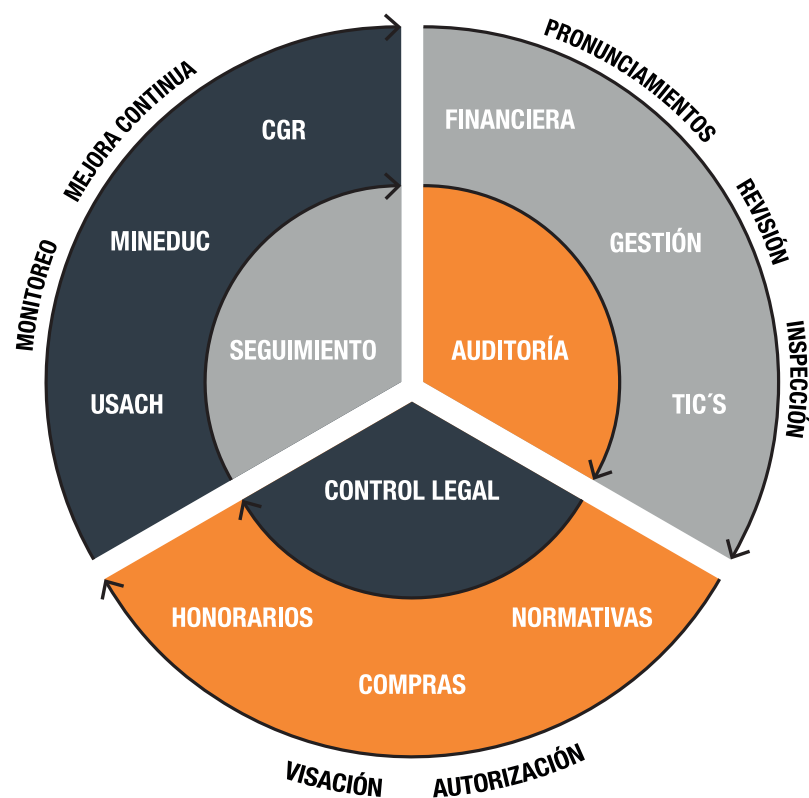 PRONUNCIAMIENTOS
REVISIÓN
INSPECCIÓN
FINANCIERA
GESTIÓN
TIC´S
AUDITORÍA
CONTROL LEGAL
NORMATIVAS
COMPRAS
HONORARIOS
AUTORIZACIÓN
VISACIÓN
SEGUIMIENTO
USACH
MINEDUC
CGR
MONITOREO
MEJORA CONTINUA